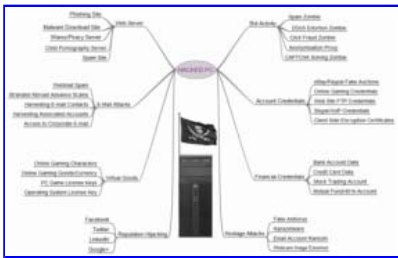 Phishing Site
Malware Download Site
Warez/Piracy Server
Child Pornography Server
Spam Site
Web Server
Webmail Spam
Stranded Abroad Advance Scams
Harvesting E-mail Contacts
Harvesting Associated Accounts
Access to Corporate E-mail
E-Mail Attacks
Online Gaming Characters
Online Gaming Goods/Currency
PC Game License Keys
Operating System License Key
Virtual Goods
Facebook
Twitter
LinkedIn
Google+
Reputation Hijacking
HACKED PC
Bot Activity
Spam Zombie
DDoS Extortion Zombie
Click Fraud Zombie
Anonymization Proxy
CAPTCHA Solving Zombie
Account Credentials
eBay/Paypal Fake Auctions
Online Gaming Credentials
Web Site FTP Credentials
Skype/VoIP Credentials
Client Side Encryption Certificates
Financial Credentials
Bank Account Data
Credit Card Data
Stock Trading Account
Mutual Fund/401k Account
Hostage Attacks
Fake Antivirus
Ransomware
Email Account Ransom
Webcam Image Extortion